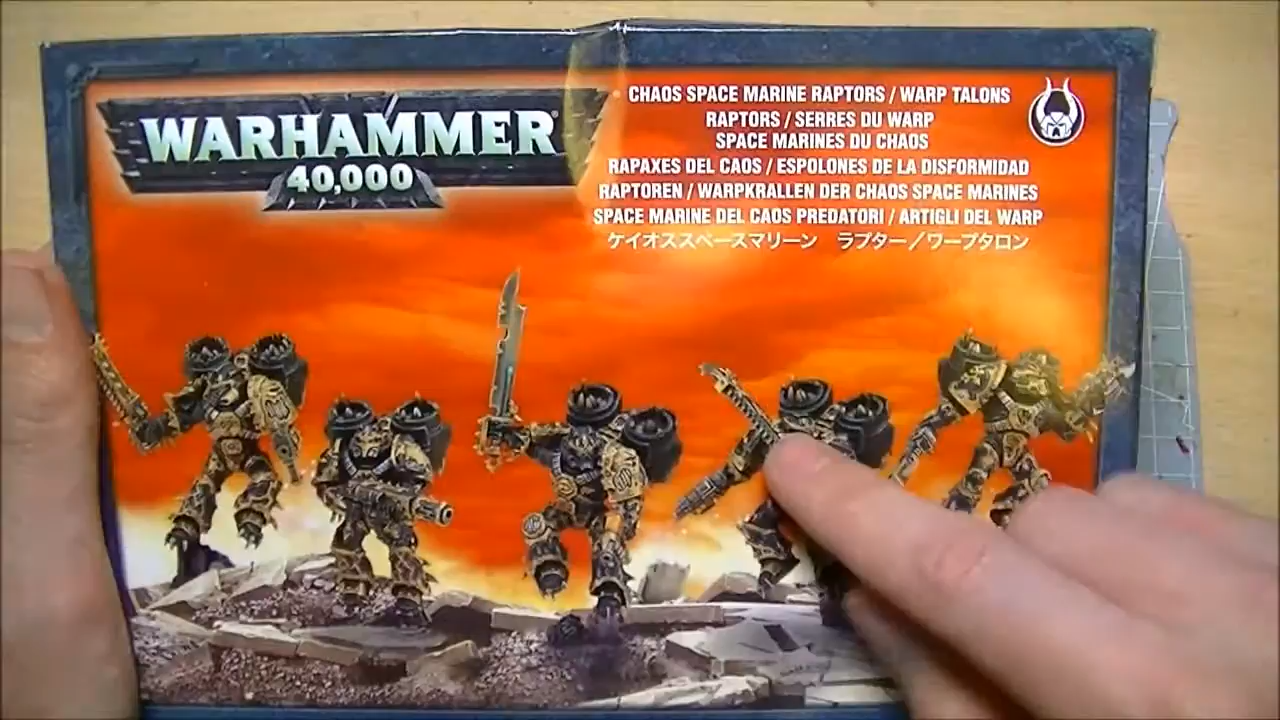 WARHAMMER
40,000
CHAOS SPACE MARINE RAPTORS / WARP TALONS
RAPTORS / SERRES DU WARP
SPACE MARINES DU CHAOS
RAPAXES DEL CAOS / ESPOLONES DE LA DISFORMIDAD
RAPTOREN / WARPKRALLEN DER CHAOS SPACE MARINES
SPACE MARINE DEL CAOS PREDATORI / ARTIGLI DEL WARP
ケイオススペースマリーン ラプター／ワープタロン